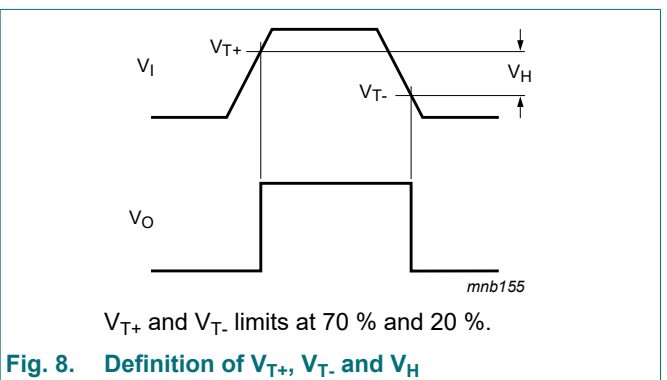 VT+
VI
VH
VT-
VO
mnb155
VT+ and VT- limits at 70 % and 20 %.
Fig. 8. Definition of VT+, VT- and VH